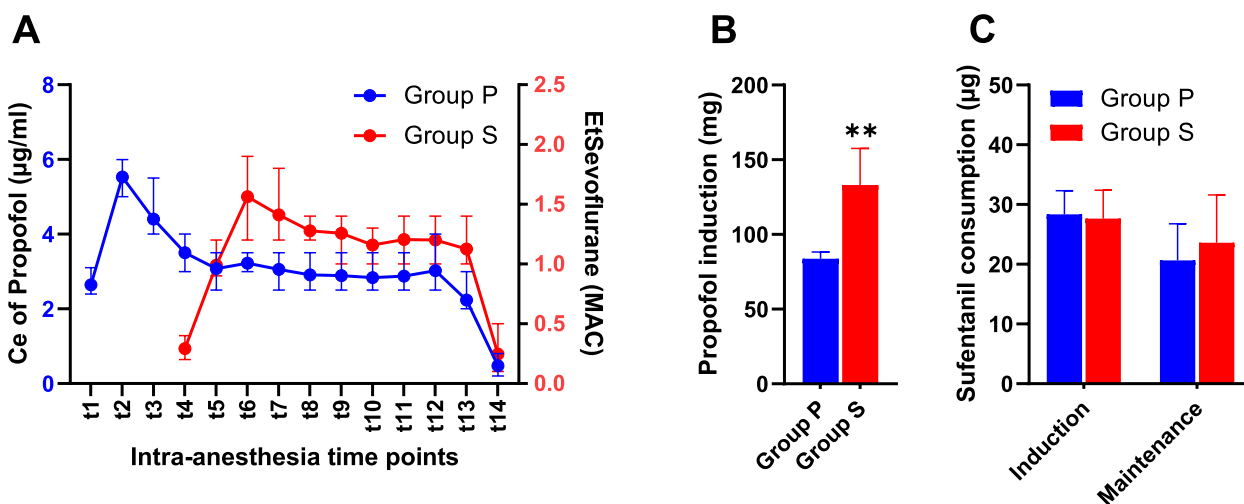 A
Ce of Propofol (μg/ml)
8
6
4
2
0
Group P
Group S
2.5
2.0
1.5
1.0
0.5
0.0
EtSevoflurane (MAC)
t1
t2
t3
t4
t5
t6
t7
t8
t9
t10
t11
t12
t13
t14
Intra-anesthesia time points
B
Propofol induction (mg)
200
150
100
50
0
**
Group P
Group S
C
Sufentanil consumption (μg)
50
40
30
20
10
0
Group P
Group S
Induction
Maintenance